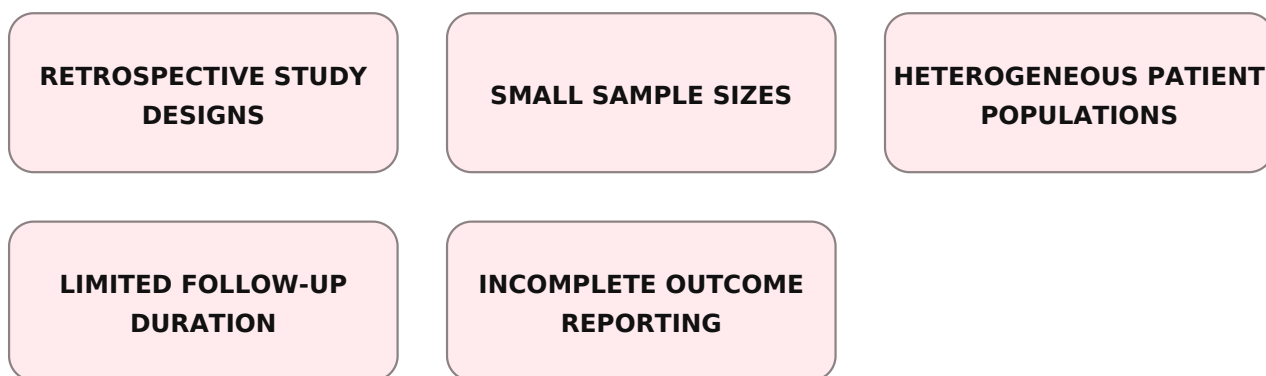 RETROSPECTIVE STUDY
DESIGNS
SMALL SAMPLE SIZES
HETEROGENEOUS PATIENT
POPULATIONS
LIMITED FOLLOW-UP
DURATION
INCOMPLETE OUTCOME
REPORTING